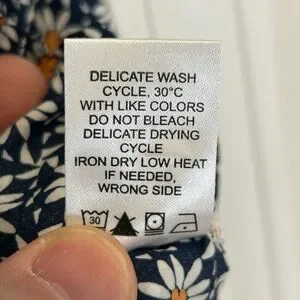 DELICATE WASH
CYCLE, 30°C
WITH LIKE COLORS
DO NOT BLEACH
DELICATE DRYING
CYCLE
IRON DRY LOW HEAT
IF NEEDED,
WRONG SIDE
30